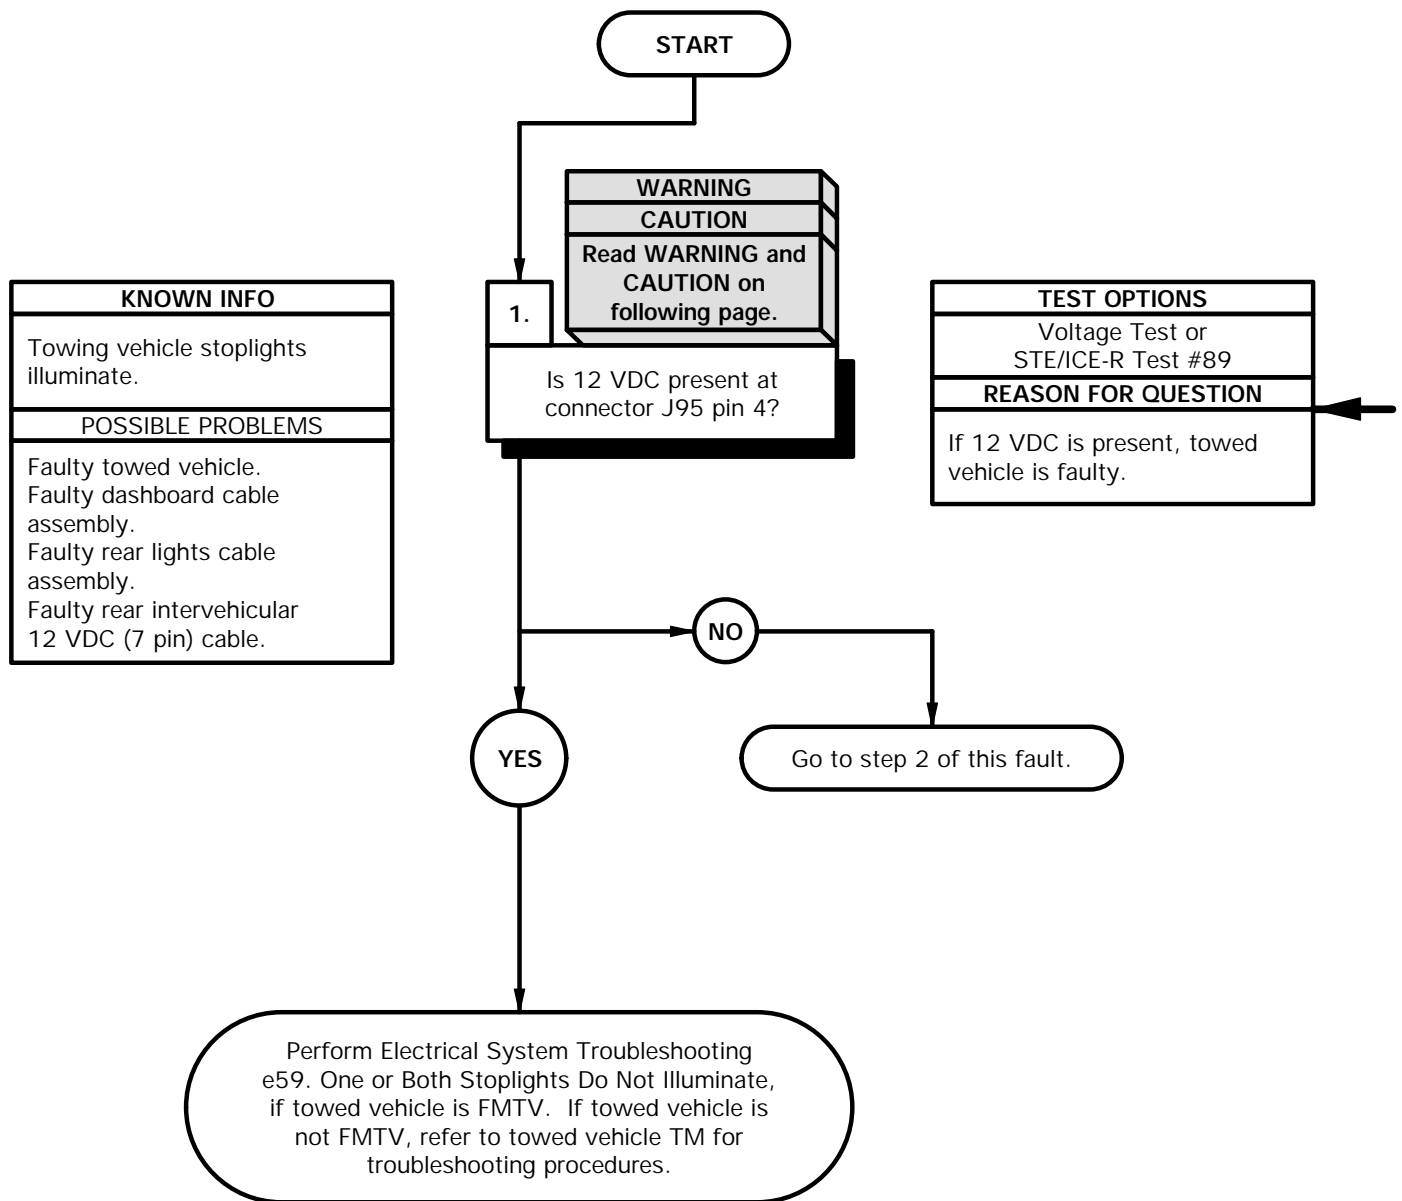 START
WARNING
CAUTION
Read WARNING and
CAUTION on
following page.
1.
Is 12 VDC present at
connector J95 pin 4?
KNOWN INFO
Towing vehicle stoplights
illuminate.
POSSIBLE PROBLEMS
Faulty towed vehicle.
Faulty dashboard cable
assembly.
Faulty rear lights cable
assembly.
Faulty rear intervehicular
12 VDC (7 pin) cable.
TEST OPTIONS
Voltage Test or
STE/ICE-R Test #89
REASON FOR QUESTION
If 12 VDC is present, towed
vehicle is faulty.
NO
YES
Go to step 2 of this fault.
Perform Electrical System Troubleshooting
e59. One or Both Stoplights Do Not Illuminate,
if towed vehicle is FMTV. If towed vehicle is
not FMTV, refer to towed vehicle TM for
troubleshooting procedures.